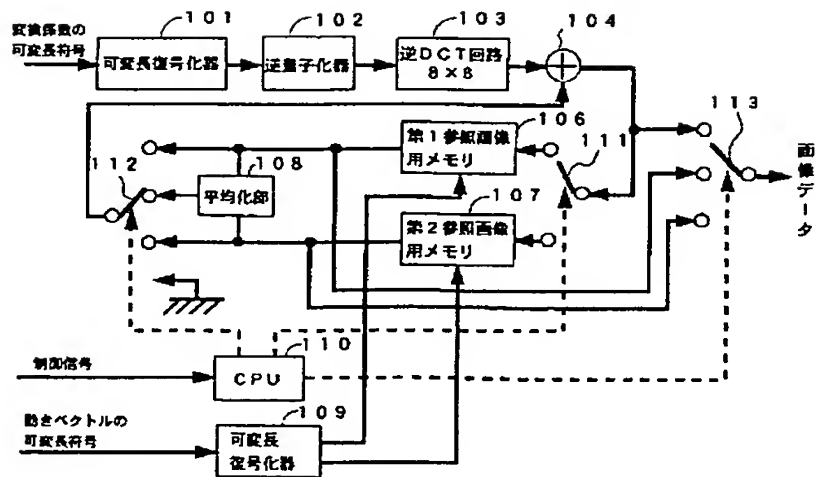 101
102
103
104
変換係数の
可変長符号
可変長復号化器
逆量子化器
逆DCT回路
8×8
113
106
111
第1参照画像
用メモリ
112
108
平均化部
107
第2参照画像
用メモリ
画像データ
110
制御信号
CPU
109
動きベクトルの
可変長符号
可変長
復号化器